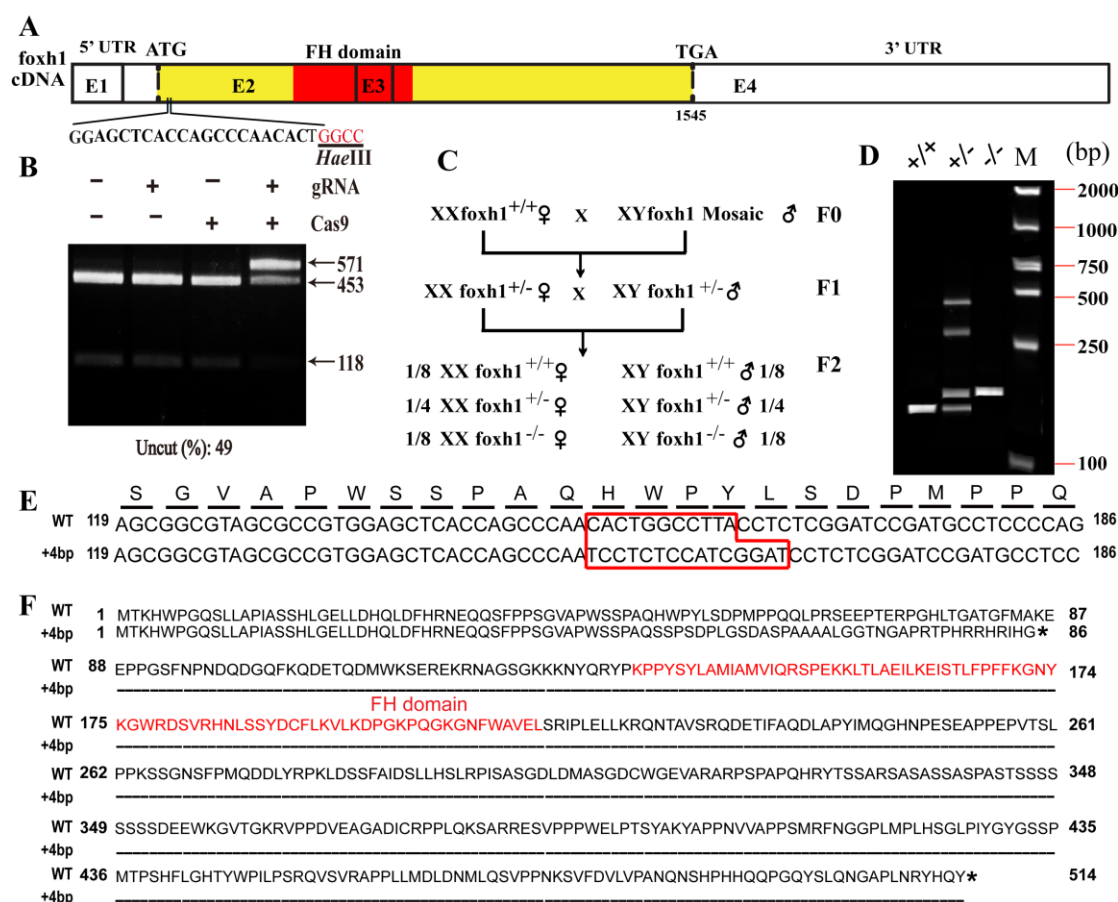 A
5’ UTR ATG FH domain TGA 3’ UTR
foxh1
cDNA
E1 E2 E3 E4
1545
GGAGCTCACCAGCCCAACACTGGCC
HaeIII
B
− + − + gRNA
− − + + Cas9
571
453
118
Uncut (%): 49
C
XXfoxh1+/+♀ X XYfoxh1 Mosaic ♂ F0
XX foxh1+/-♀ X XY foxh1 +/-♂ F1
F2
1/8 XX foxh1+/+♀ XY foxh1+/+♂ 1/8
1/4 XX foxh1+/-♀ XY foxh1+/-♂ 1/4
1/8 XX foxh1-/- ♀ XY foxh1-/- ♂ 1/8
D
+/+ +/- -/- M (bp)
2000
1000
750
500
250
100
E
S G V A P W S S P A Q H W P Y L S D P M P P Q
WT 119 AGCGGCGTAGCGCCGTGGAGCTCACCAGCCCAACACTGGCCTTACCTCTCGGATCCGATGCCTCCCCAG 186
+4bp 119 AGCGGCGTAGCGCCGTGGAGCTCACCAGCCCAATCCTCTCCATCGGATCCTCTCGGATCCGATGCCTCC 186
F
WT 1 MTKHWPGQSLLAPIASSHLGELLDHQLDFHRNEQQSFPPSGVAPWSSPAQHWPYLSDPMPPQQLPRSEEPTERPGHLTGATGFMAKE 87
+4bp 1 MTKHWPGQSLLAPIASSHLGELLDHQLDFHRNEQQSFPPSGVAPWSSPAQSSPSDPLGSDASPAAAALGGTNGAPRTPHRRHRIHG* 86
WT 88 EPPGSFNPNDQDGQFKQDETQDMWKSEREKRNAGSGKKKNYQRYPKPPYSYLAMIAMVIQRSPEKKLTLAEILKEISTLFPFFKGNY 174
+4bp
FH domain
WT 175 KGWRDSVRHNLSSYDCFLKVLKDPGKPQGKGNFWAVELSRIPLELLKRQNTAVSRQDETIFAQDLAPYIMQGHNPESEAPPEPVTSL 261
+4bp
WT 262 PPKSSGNSFPMQDDLYRPKLDSSFAIDSLLHSLRPISASGDLDMASGDCWGEVARARPSPAPQHRYTSSARSASASSASPASTSSSS 348
+4bp
WT 349 SSSSDEEWKGVTGKRVPPDVEAGADICRPPLQKSARRESVPPPWELPTSYAKYAPPNVVAPPSMRFNGGPLMPLHSGLPIYGYGSSP 435
+4bp
WT 436 MTPSHFLGHTYWPILPSRQVSVRAPPLLMDLDNMLQSVPPNKSVFDVLVPANQNSHPHHQQPGQYSLQNGAPLNRYHQY* 514
+4bp